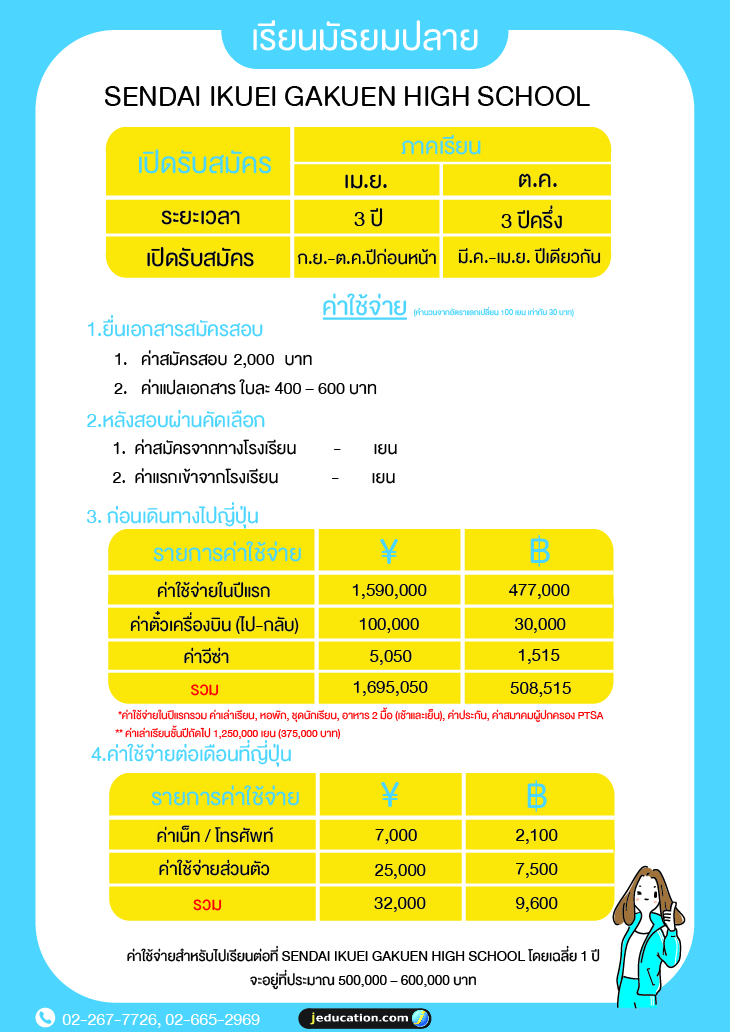 เรียนมัธยมปลาย
SENDAI IKUEI GAKUEN HIGH SCHOOL
เปิดรับสมัคร ภาคเรียน
เม.ย. ต.ค.
ระยะเวลา 3 ปี 3 ปีครึ่ง
เปิดรับสมัคร ก.ย.-ต.ค.ปีก่อนหน้า มี.ค.-เม.ย. ปีเดียวกัน
ค่าใช้จ่าย (คำนวนจากอัตราแลกเปลี่ยน 100 เยน เท่ากับ 30 บาท)
1.ยื่นเอกสารสมัครสอบ
1. ค่าสมัครสอบ 2,000 บาท
2. ค่าแปลเอกสาร ใบละ 400 – 600 บาท
2.หลังสอบผ่านคัดเลือก
1. ค่าสมัครจากทางโรงเรียน - เยน
2. ค่าแรกเข้าจากโรงเรียน - เยน
3. ก่อนเดินทางไปญี่ปุ่น
รายการค่าใช้จ่าย ¥ ฿
ค่าใช้จ่ายในปีแรก 1,590,000 477,000
ค่าตั๋วเครื่องบิน (ไป-กลับ) 100,000 30,000
ค่าวีซ่า 5,050 1,515
รวม 1,695,050 508,515
*ค่าใช้จ่ายในปีแรกรวม ค่าเล่าเรียน, หอพัก, ชุดนักเรียน, อาหาร 2 มื้อ (เช้าและเย็น), ค่าประกัน, ค่าสมาคมผู้ปกครอง PTSA
** ค่าเล่าเรียนชั้นปีถัดไป 1,250,000 เยน (375,000 บาท)
4.ค่าใช้จ่ายต่อเดือนที่ญี่ปุ่น
รายการค่าใช้จ่าย ¥ ฿
ค่าเน็ท / โทรศัพท์ 7,000 2,100
ค่าใช้จ่ายส่วนตัว 25,000 7,500
รวม 32,000 9,600
ค่าใช้จ่ายสำหรับไปเรียนต่อที่ SENDAI IKUEI GAKUEN HIGH SCHOOL โดยเฉลี่ย 1 ปี
จะอยู่ที่ประมาณ 500,000 – 600,000 บาท
02-267-7726, 02-665-2969
jeducation.com